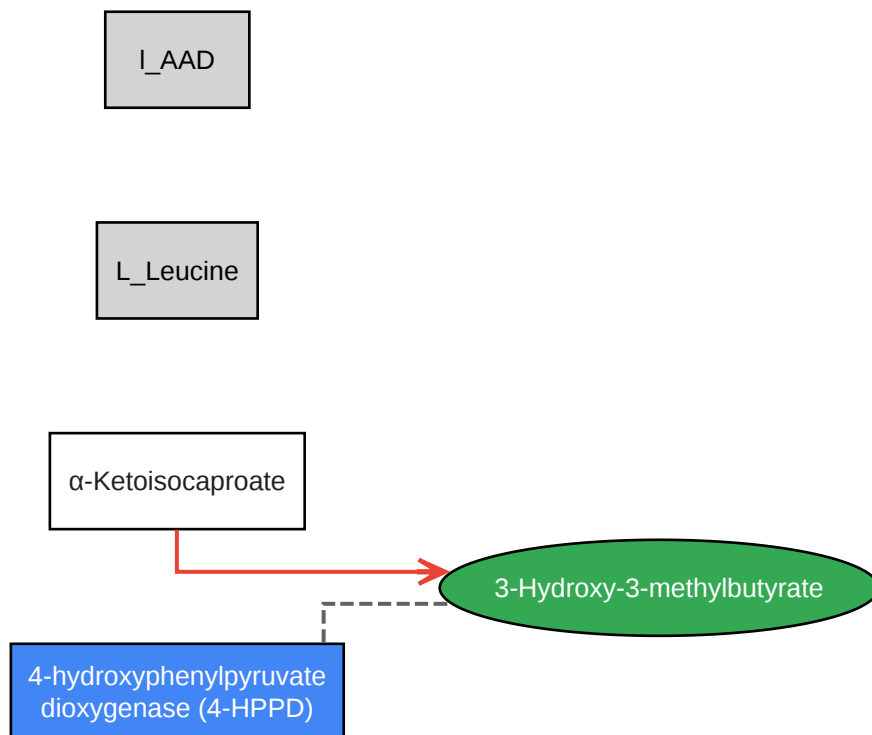 l_AAD
L_Leucine
α-Ketoisocaproate
3-Hydroxy-3-methylbutyrate
4-hydroxyphenylpyruvate
dioxygenase (4-HPPD)